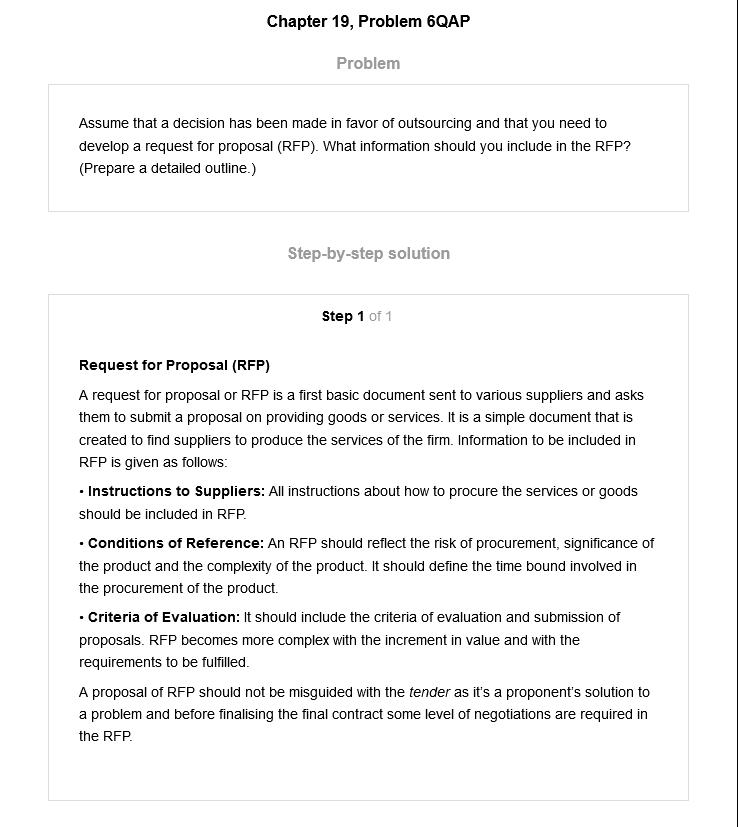 Chapter 19, Problem 6QAP
Problem
Assume that a decision has been made in favor of outsourcing and that you need to
develop a request for proposal (RFP). What information should you include in the RFP?
(Prepare a detailed outline.)
Step-by-step solution
Step 1 of 1
Request for Proposal (RFP)
A request for proposal or RFP is a first basic document sent to various suppliers and asks
them to submit a proposal on providing goods or services. It is a simple document that is
created to find suppliers to produce the services of the firm. Information to be included in
RFP is given as follows:
• Instructions to Suppliers: All instructions about how to procure the services or goods
should be included in RFP.
• Conditions of Reference: An RFP should reflect the risk of procurement, significance of
the product and the complexity of the product. It should define the time bound involved in
the procurement of the product.
• Criteria of Evaluation: It should include the criteria of evaluation and submission of
proposals. RFP becomes more complex with the increment in value and with the
requirements to be fulfilled.
A proposal of RFP should not be misguided with the tender as it's a proponent's solution to
a problem and before finalising the final contract some level of negotiations are required in
the RFP.